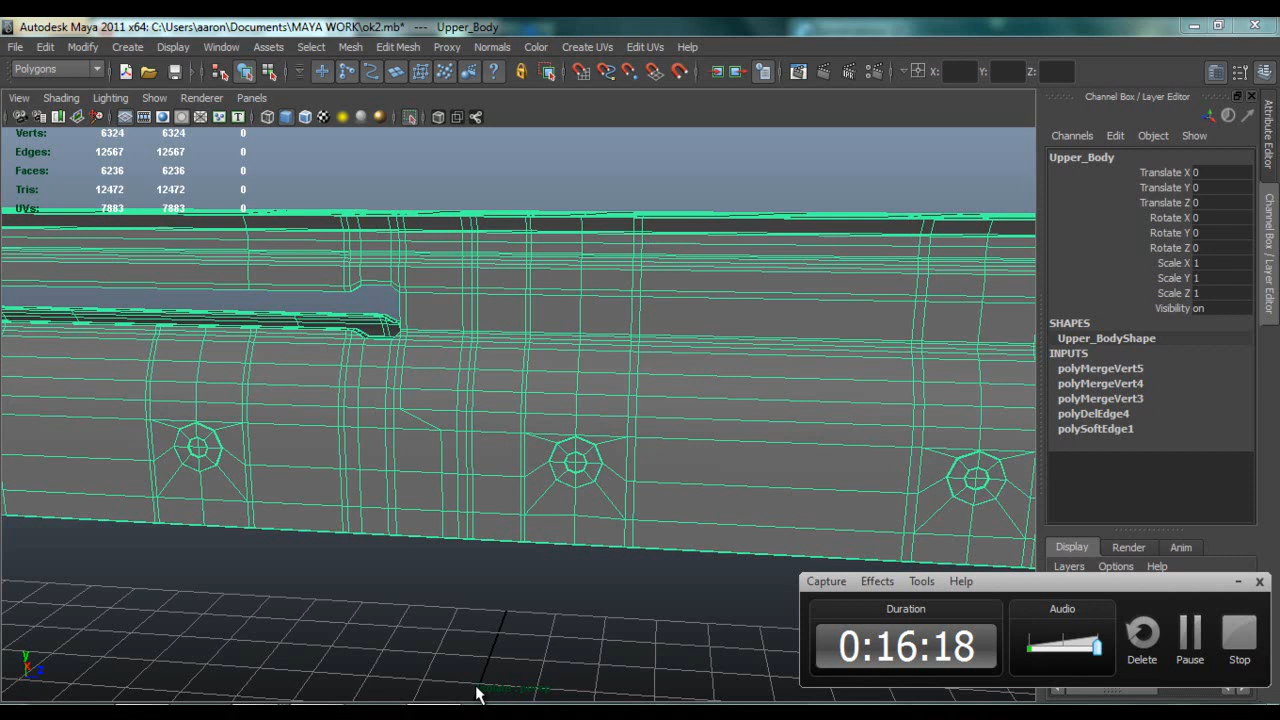 Autodesk Maya 2011 x64: C:\Users\aaron\Documents\MAYA WORK\ok2.mb* --- Upper_Body
File Edit Modify Create Display Window Assets Select Mesh Edit Mesh Proxy Normals Color Create UVs Edit UVs Help
Polygons X: Y: Z:
View Shading Lighting Show Renderer Panels
Channel Box / Layer Editor
Verts: 6324 6324 0
Edges: 12567 12567 0
Faces: 6236 6236 0
Tris: 12472 12472 0
UVs: 7883 7883 0
Channels Edit Object Show
Upper_Body
Translate X 0
Translate Y 0
Translate Z 0
Rotate X 0
Rotate Y 0
Rotate Z 0
Scale X 1
Scale Y 1
Scale Z 1
Visibility on
SHAPES
Upper_BodyShape
INPUTS
polyMergeVert5
polyMergeVert4
polyMergeVert3
polyDelEdge4
polySoftEdge1
Attribute Editor
Channel Box / Layer Editor
Display Render Anim
Layers Options Help
Capture Effects Tools Help
Duration
0:16:18
Audio
Delete Pause Stop
y
x
z